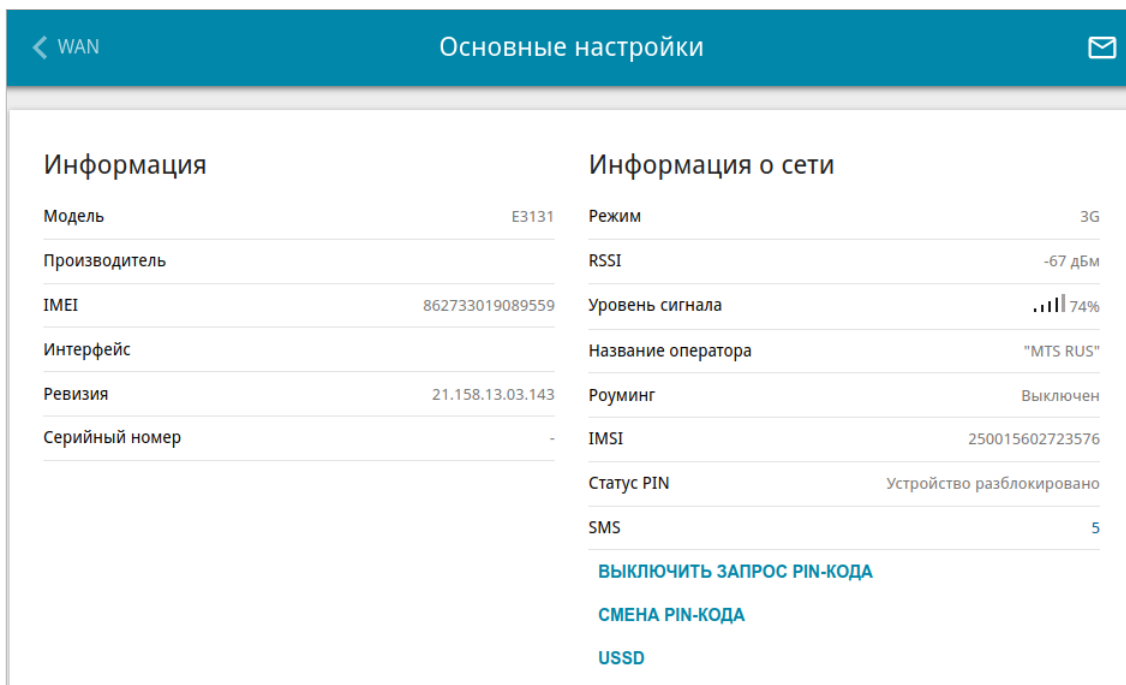 WAN
Основные настройки
Информация
Модель E3131
Производитель
IMEI 862733019089559
Интерфейс
Ревизия 21.158.13.03.143
Серийный номер -
Информация о сети
Режим 3G
RSSI -67 дБм
Уровень сигнала 74%
Название оператора "MTS RUS"
Роуминг Выключен
IMSI 250015602723576
Статус PIN Устройство разблокировано
SMS 5
ВЫКЛЮЧИТЬ ЗАПРОС PIN-КОДА
СМЕНА PIN-КОДА
USSD